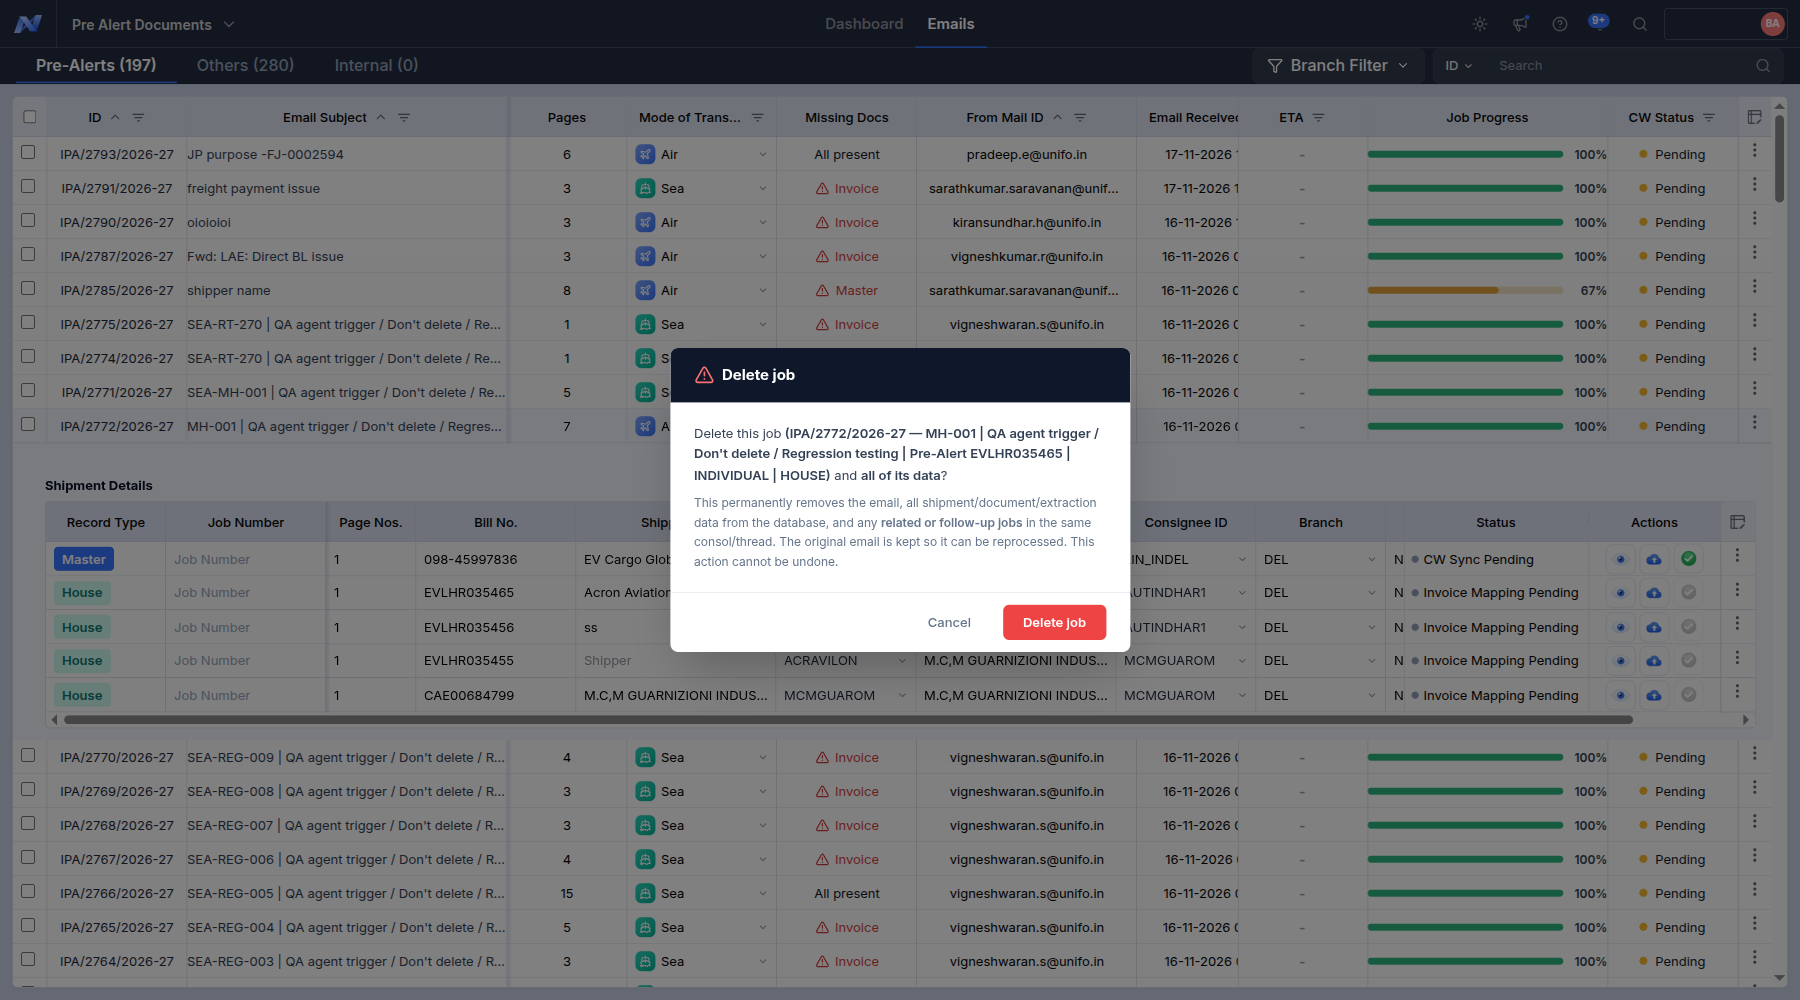 Pre Alert Documents
Dashboard
Emails
9+
BA
Pre-Alerts (197)
Others (280)
Internal (0)
Branch Filter
ID
Search
ID Email Subject Pages Mode of Trans... Missing Docs From Mail ID Email Received ETA Job Progress CW Status
IPA/2793/2026-27 JP purpose -FJ-0002594 6 Air All present pradeep.e@unifo.in 17-11-2026 - 100% Pending
IPA/2791/2026-27 freight payment issue 3 Sea Invoice sarathkumar.saravanan@unif... 17-11-2026 1 - 100% Pending
IPA/2790/2026-27 oioioioi 3 Air Invoice kiransundhar.h@unifo.in 16-11-2026 - 100% Pending
IPA/2787/2026-27 Fwd: LAE: Direct BL issue 3 Air Invoice vigneshkumar.r@unifo.in 16-11-2026 - 100% Pending
IPA/2785/2026-27 shipper name 8 Air Master sarathkumar.saravanan@unif... 16-11-2026 - 67% Pending
IPA/2775/2026-27 SEA-RT-270 | QA agent trigger / Don't delete / Re... 1 Sea Invoice vigneshwaran.s@unifo.in 16-11-2026 - 100% Pending
IPA/2774/2026-27 SEA-RT-270 | QA agent trigger / Don't delete / Re... 1 16-11-2026 - 100% Pending
IPA/2771/2026-27 SEA-MH-001 | QA agent trigger / Don't delete / Re... 5 16-11-2026 - 100% Pending
IPA/2772/2026-27 MH-001 | QA agent trigger / Don't delete / Regres... 7 16-11-2026 - 100% Pending
Delete job
Delete this job (IPA/2772/2026-27 — MH-001 | QA agent trigger /
Don't delete / Regression testing | Pre-Alert EVLHR035465 |
INDIVIDUAL | HOUSE) and all of its data?
This permanently removes the email, all shipment/document/extraction
data from the database, and any related or follow-up jobs in the same
consol/thread. The original email is kept so it can be reprocessed. This
action cannot be undone.
Cancel
Delete job
Shipment Details
Record Type Job Number Page Nos. Bill No. Consignee ID Branch Status Actions
Master Job Number 1 098-45997836 EV Cargo Glob IN_INDEL DEL N CW Sync Pending
House Job Number 1 EVLHR035465 Acron Aviation AUTINDHAR1 DEL N Invoice Mapping Pending
House Job Number 1 EVLHR035456 ss AUTINDHAR1 DEL N Invoice Mapping Pending
House Job Number 1 EVLHR035455 Shipper ACRAVILON M.C,M GUARNIZIONI INDUS... MCMGUAROM DEL N Invoice Mapping Pending
House Job Number 1 CAE00684799 M.C,M GUARNIZIONI INDUS... MCMGUAROM M.C,M GUARNIZIONI INDUS... MCMGUAROM DEL N Invoice Mapping Pending
IPA/2770/2026-27 SEA-REG-009 | QA agent trigger / Don't delete / R... 4 Sea Invoice vigneshwaran.s@unifo.in 16-11-2026 - 100% Pending
IPA/2769/2026-27 SEA-REG-008 | QA agent trigger / Don't delete / R... 3 Sea Invoice vigneshwaran.s@unifo.in 16-11-2026 - 100% Pending
IPA/2768/2026-27 SEA-REG-007 | QA agent trigger / Don't delete / R... 3 Sea Invoice vigneshwaran.s@unifo.in 16-11-2026 - 100% Pending
IPA/2767/2026-27 SEA-REG-006 | QA agent trigger / Don't delete / R... 4 Sea Invoice vigneshwaran.s@unifo.in 16-11-2026 - 100% Pending
IPA/2766/2026-27 SEA-REG-005 | QA agent trigger / Don't delete / R... 15 Sea All present vigneshwaran.s@unifo.in 16-11-2026 - 100% Pending
IPA/2765/2026-27 SEA-REG-004 | QA agent trigger / Don't delete / R... 5 Sea Invoice vigneshwaran.s@unifo.in 16-11-2026 - 100% Pending
IPA/2764/2026-27 SEA-REG-003 | QA agent trigger / Don't delete / R... 3 Sea Invoice vigneshwaran.s@unifo.in 16-11-2026 - 100% Pending